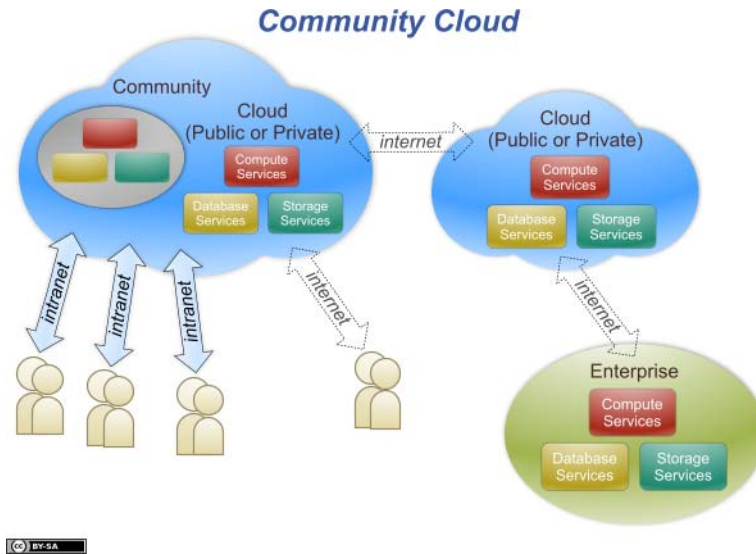 Community Cloud
Community
Cloud
(Public or Private)
Compute
Services
Database
Services
Storage
Services
internet
Cloud
(Public or Private)
Compute
Services
Database
Services
Storage
Services
intranet
intranet
intranet
internet
internet
Enterprise
Compute
Services
Database
Services
Storage
Services
cc BY-SA